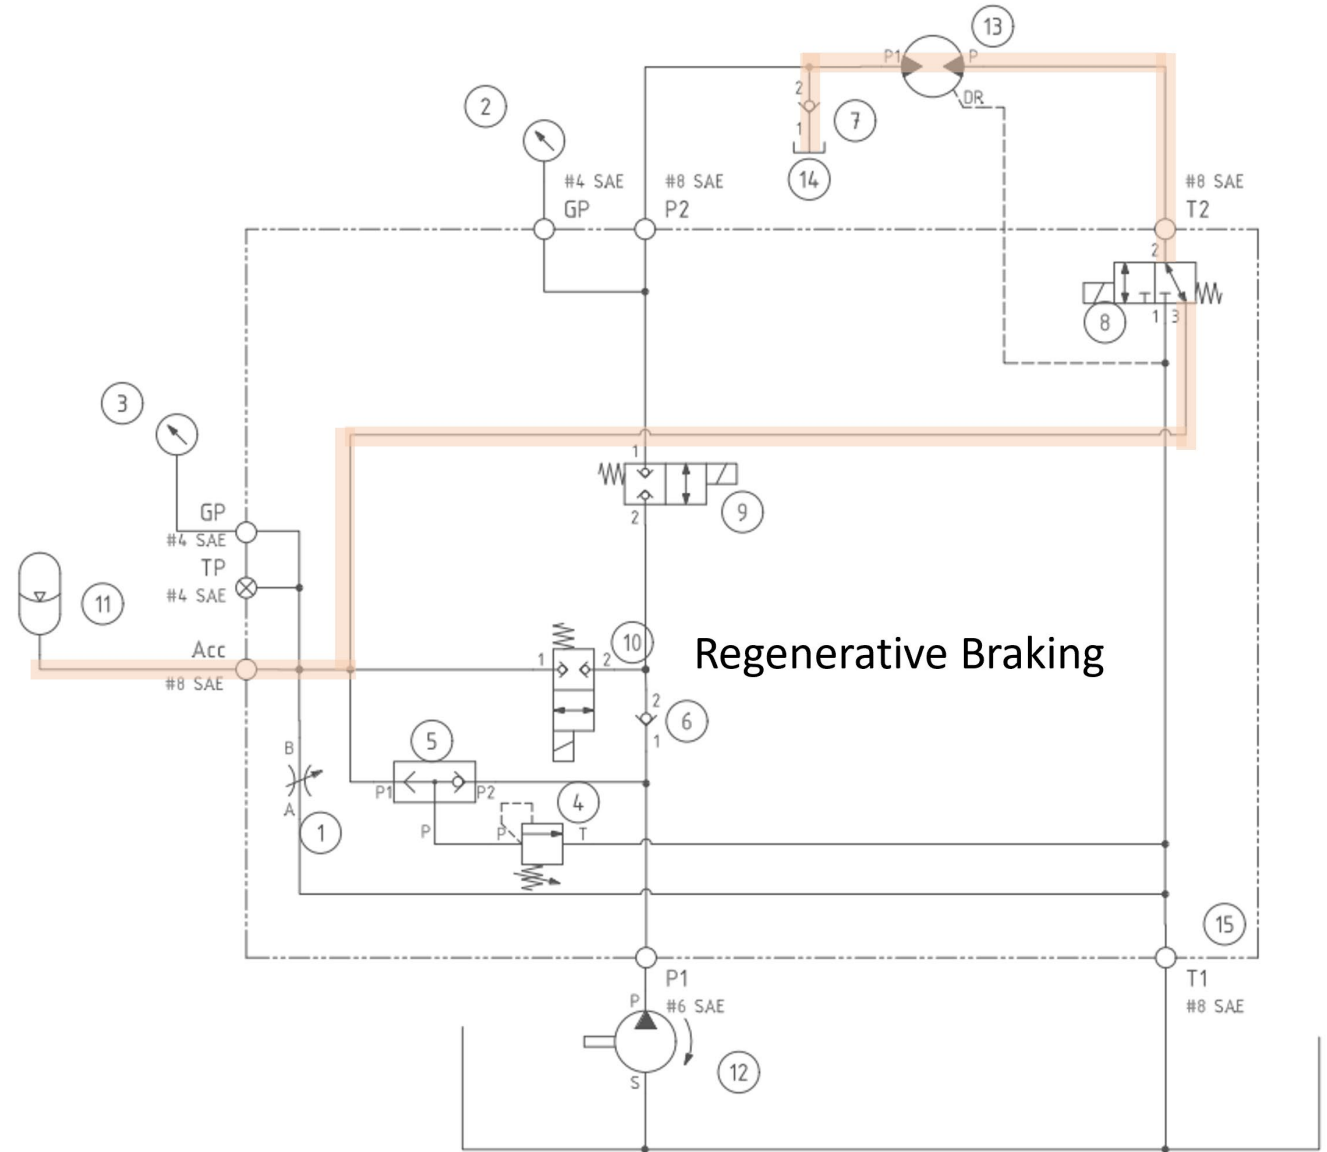 13
P1
P
2
2
DR
7
1
14
#4 SAE
#8 SAE
#8 SAE
GP
P2
T2
2
8
1
3
3
1
9
2
GP
#4 SAE
TP
#4 SAE
11
Acc
#8 SAE
1
2
10
Regenerative Braking
2
6
1
5
B
P1
P2
4
A
1
P
P
T
15
P1
T1
P
#6 SAE
#8 SAE
12
S